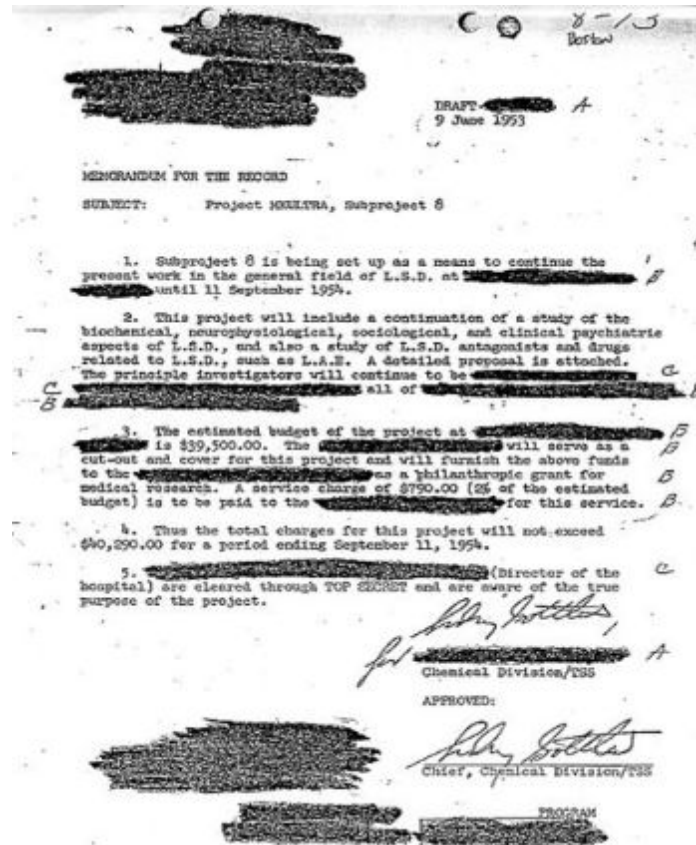 8-13
Boston
DRAFT A
9 June 1953
MEMORANDUM FOR THE RECORD
SUBJECT: Project MKULTRA, Subproject 8
1. Subproject 8 is being set up as a means to continue the
present work in the general field of L.S.D. at B
until 11 September 1954.
2. This project will include a continuation of a study of the
biochemical, neurophysiological, sociological, and clinical psychiatric
aspects of L.S.D., and also a study of L.S.D. antagonists and drugs
related to L.S.D., such as L.A.E. A detailed proposal is attached.
The principle investigators will continue to be C
C all of B
B
3. The estimated budget of the project at B
is $39,500.00. The will serve as a B
cut-out and cover for this project and will furnish the above funds
to the as a philanthropic grant for B
medical research. A service charge of $790.00 (2% of the estimated
budget) is to be paid to the for this service. B
4. Thus the total charges for this project will not exceed
$40,290.00 for a period ending September 11, 1954.
5. (Director of the C
hospital) are cleared through TOP SECRET and are aware of the true
purpose of the project.
Sidney Gottlieb
for A
Chemical Division/TSS
APPROVED:
Sidney Gottlieb
Chief, Chemical Division/TSS
PROGRAM